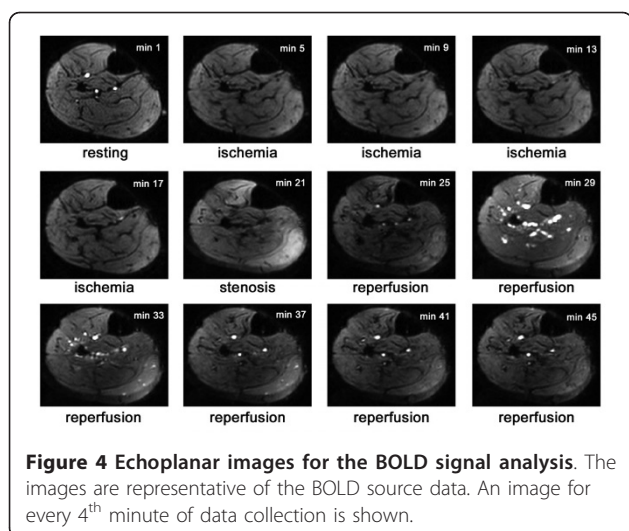 min 1 min 5 min 9 min 13
resting ischemia ischemia ischemia
min 17 min 21 min 25 min 29
ischemia stenosis reperfusion reperfusion
min 33 min 37 min 41 min 45
reperfusion reperfusion reperfusion reperfusion
Figure 4 Echoplanar images for the BOLD signal analysis. The
images are representative of the BOLD source data. An image for
every 4th minute of data collection is shown.